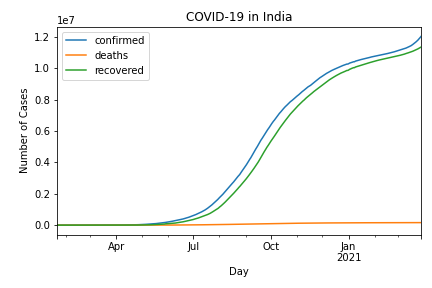 COVID-19 in India
1e7
confirmed
deaths
recovered
1.2
1.0
0.8
0.6
0.4
0.2
0.0
Number of Cases
Apr
Jul
Oct
Jan
2021
Day